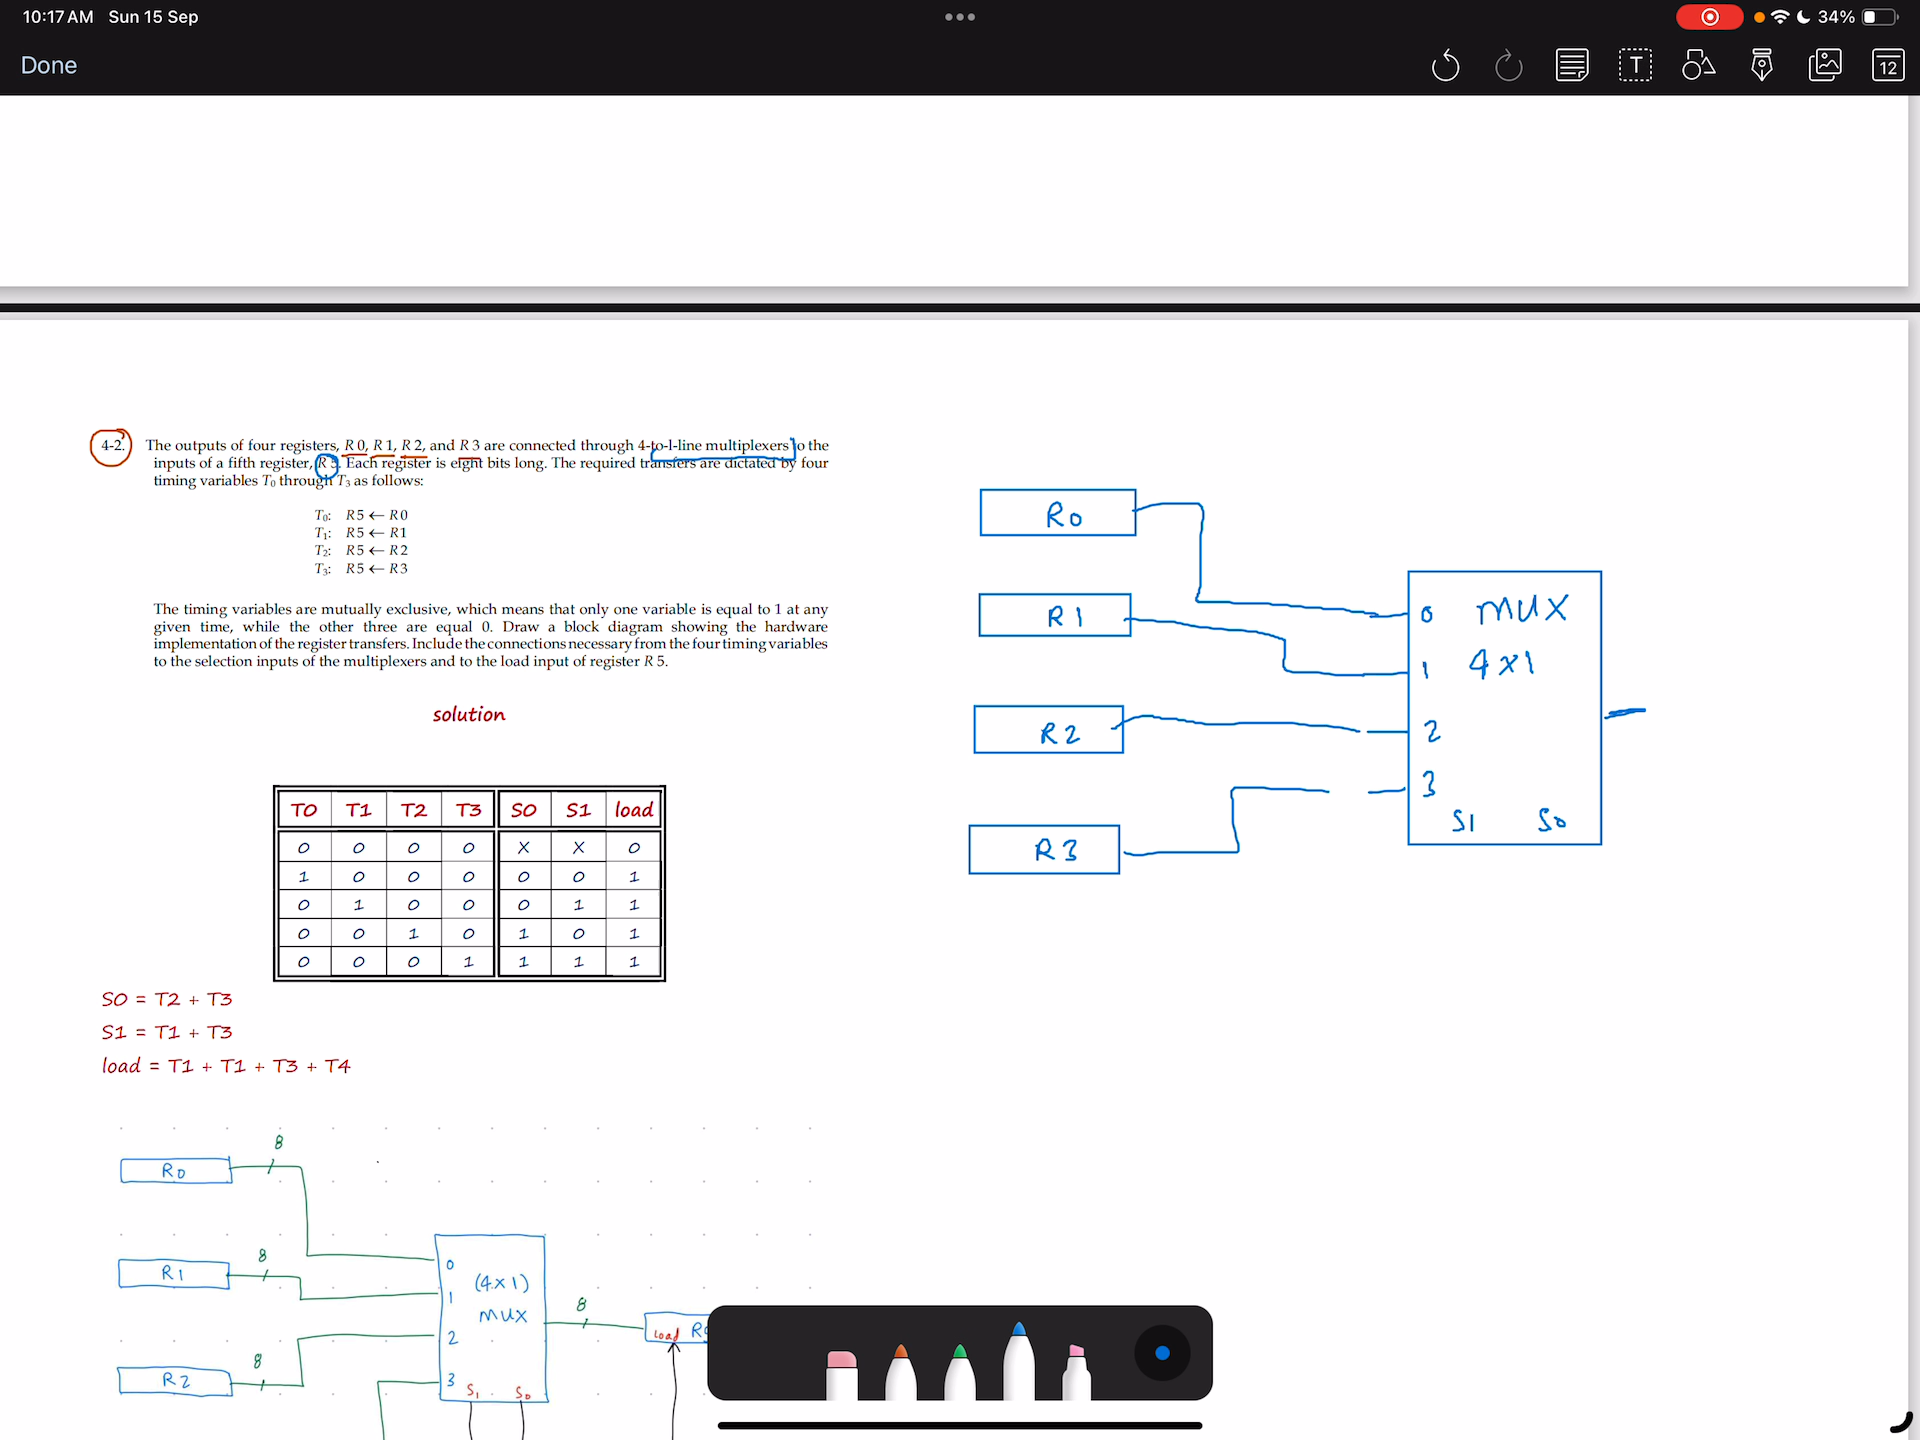 10:17 AM Sun 15 Sep
34%
Done
T
12
4-2. The outputs of four registers, R0, R1, R2, and R3 are connected through 4-to-l-line multiplexers to the
inputs of a fifth register, R5. Each register is eight bits long. The required transfers are dictated by four
timing variables T0 through T3 as follows:
T0: R5 ← R0
T1: R5 ← R1
T2: R5 ← R2
T3: R5 ← R3
The timing variables are mutually exclusive, which means that only one variable is equal to 1 at any
given time, while the other three are equal 0. Draw a block diagram showing the hardware
implementation of the register transfers. Include the connections necessary from the four timing variables
to the selection inputs of the multiplexers and to the load input of register R 5.
solution
T0 T1 T2 T3 S0 S1 load
0 0 0 0 X X 0
1 0 0 0 0 0 1
0 1 0 0 0 1 1
0 0 1 0 1 0 1
0 0 0 1 1 1 1
S0 = T2 + T3
S1 = T1 + T3
load = T1 + T1 + T3 + T4
8
R0
8
R1
8
R2
0
1
2
3
(4x1)
MUX
S1 S0
8
load
R0
R1
R2
R3
0 MUX
1 4x1
2
3
S1 S0